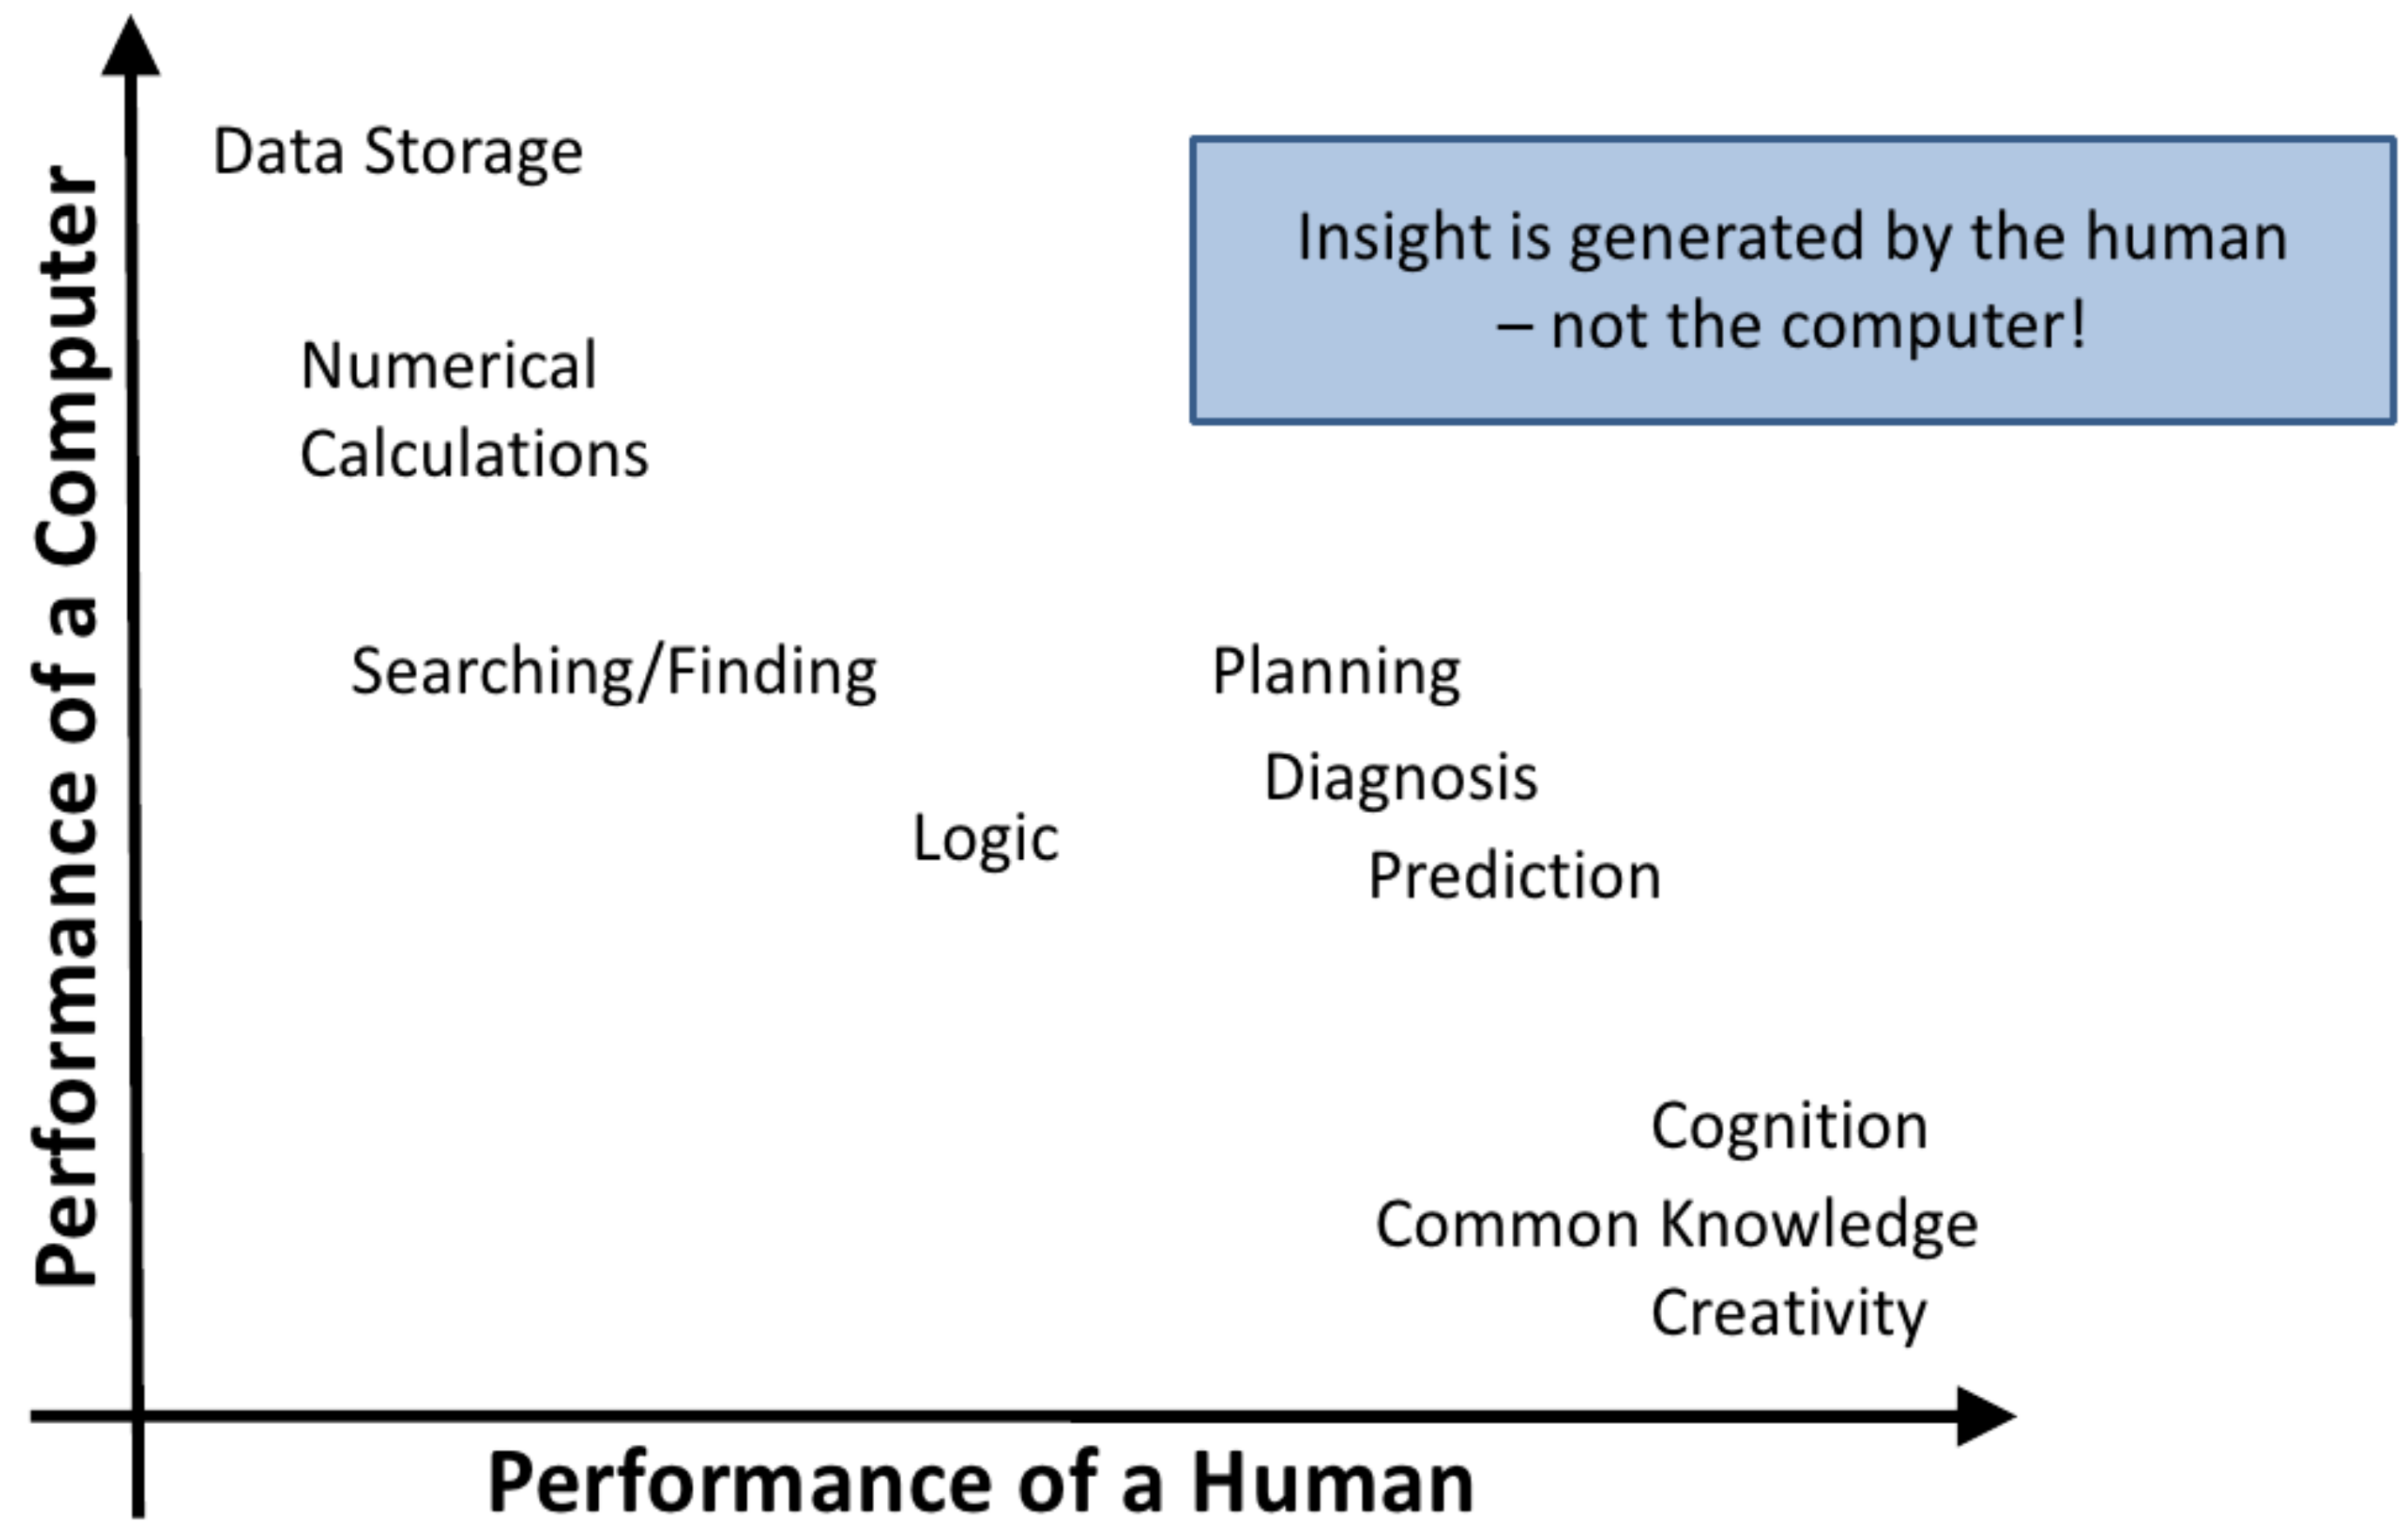 Performance of a Computer
Data Storage
Insight is generated by the human
– not the computer!
Numerical
Calculations
Searching/Finding
Planning
Diagnosis
Logic
Prediction
Cognition
Common Knowledge
Creativity
Performance of a Human